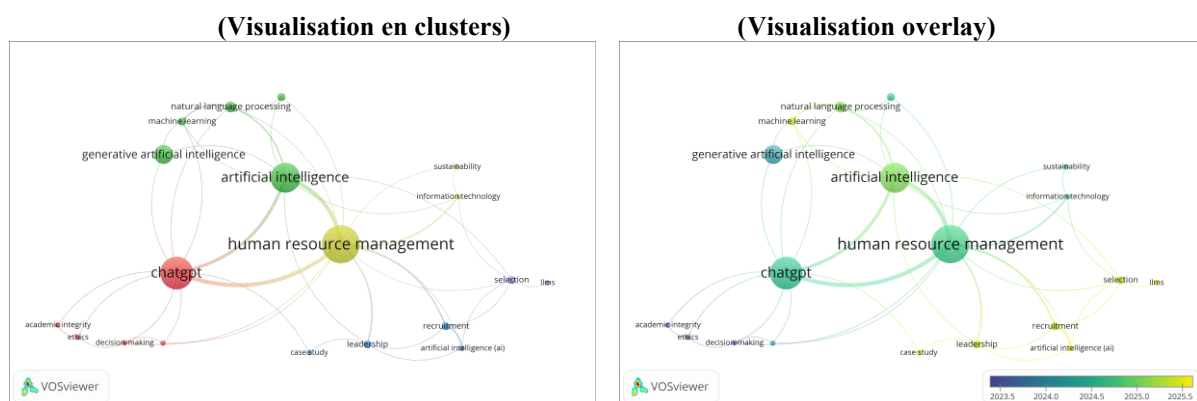 (Visualisation en clusters)
natural language processing
machine learning
generative artificial intelligence
artificial intelligence
sustainability
information technology
human resource management
chatgpt
selection
llms
academic integrity
ethics
decision-making
recruitment
leadership
artificial intelligence (ai)
case study
VOSviewer
(Visualisation overlay)
natural language processing
machine learning
generative artificial intelligence
artificial intelligence
sustainability
information technology
human resource management
chatgpt
selection
llms
academic integrity
ethics
decision-making
recruitment
leadership
artificial intelligence (ai)
case study
VOSviewer
2023.5 2024.0 2024.5 2025.0 2025.5